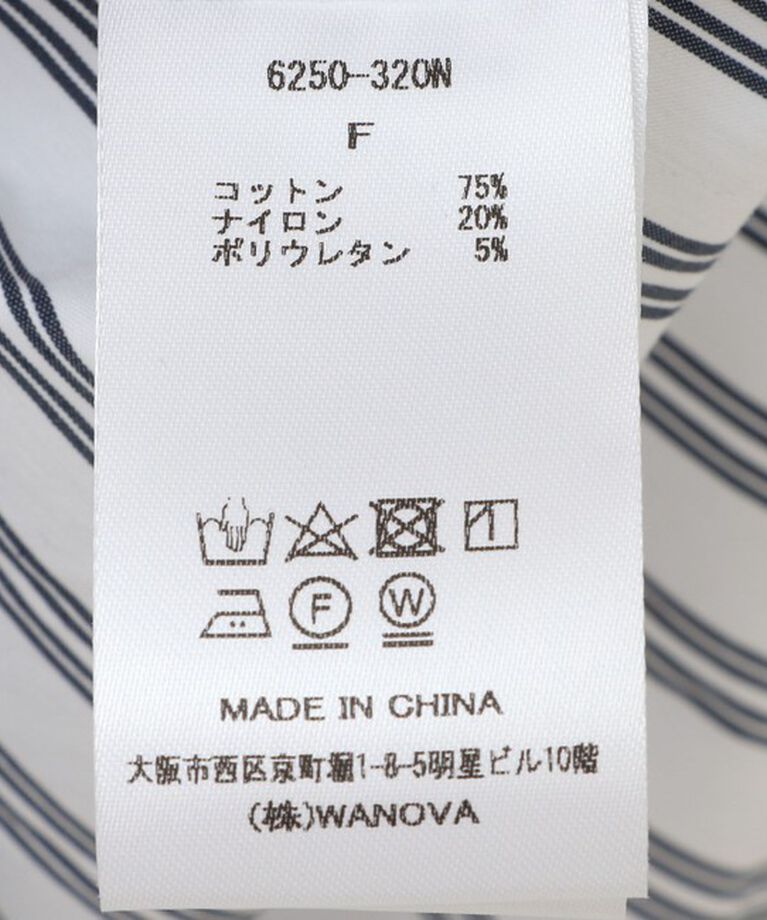 6250-320W
F
コットン 75%
ナイロン 20%
ポリウレタン 5%
F W
MADE IN CHINA
大阪市西区京町堀1-8-5明星ビル10階
(株)WANOVA